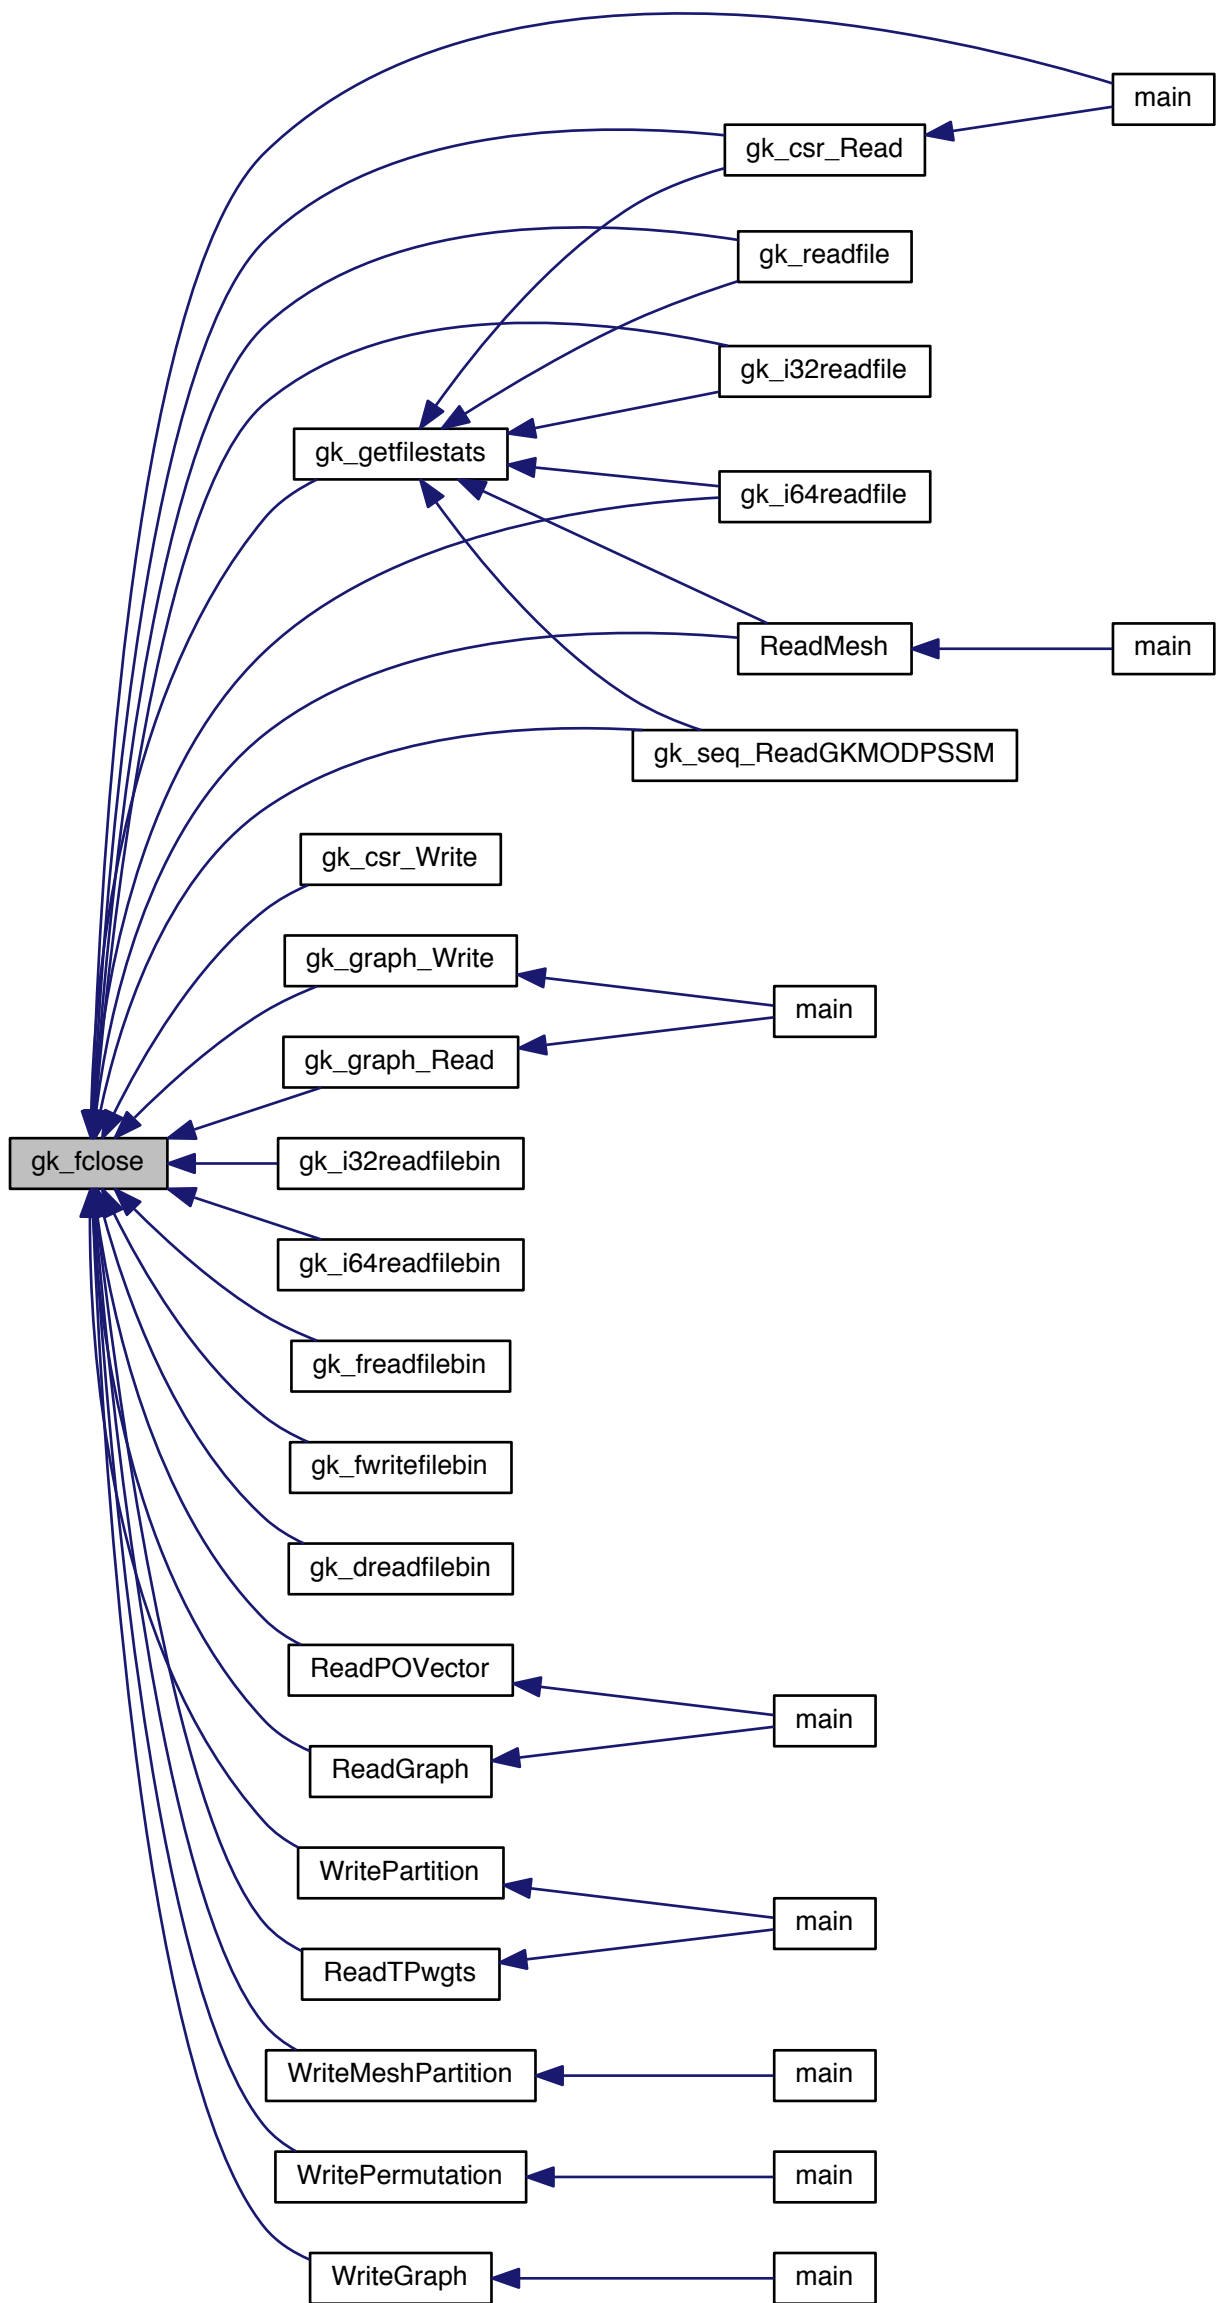 main
gk_csr_Read
gk_readfile
gk_i32readfile
gk_getfilestats
gk_i64readfile
ReadMesh
main
gk_seq_ReadGKMODPSSM
gk_csr_Write
gk_graph_Write
main
gk_graph_Read
gk_fclose
gk_i32readfilebin
gk_i64readfilebin
gk_freadfilebin
gk_fwritefilebin
gk_dreadfilebin
ReadPOVector
main
ReadGraph
WritePartition
main
ReadTPwgts
WriteMeshPartition
main
WritePermutation
main
WriteGraph
main